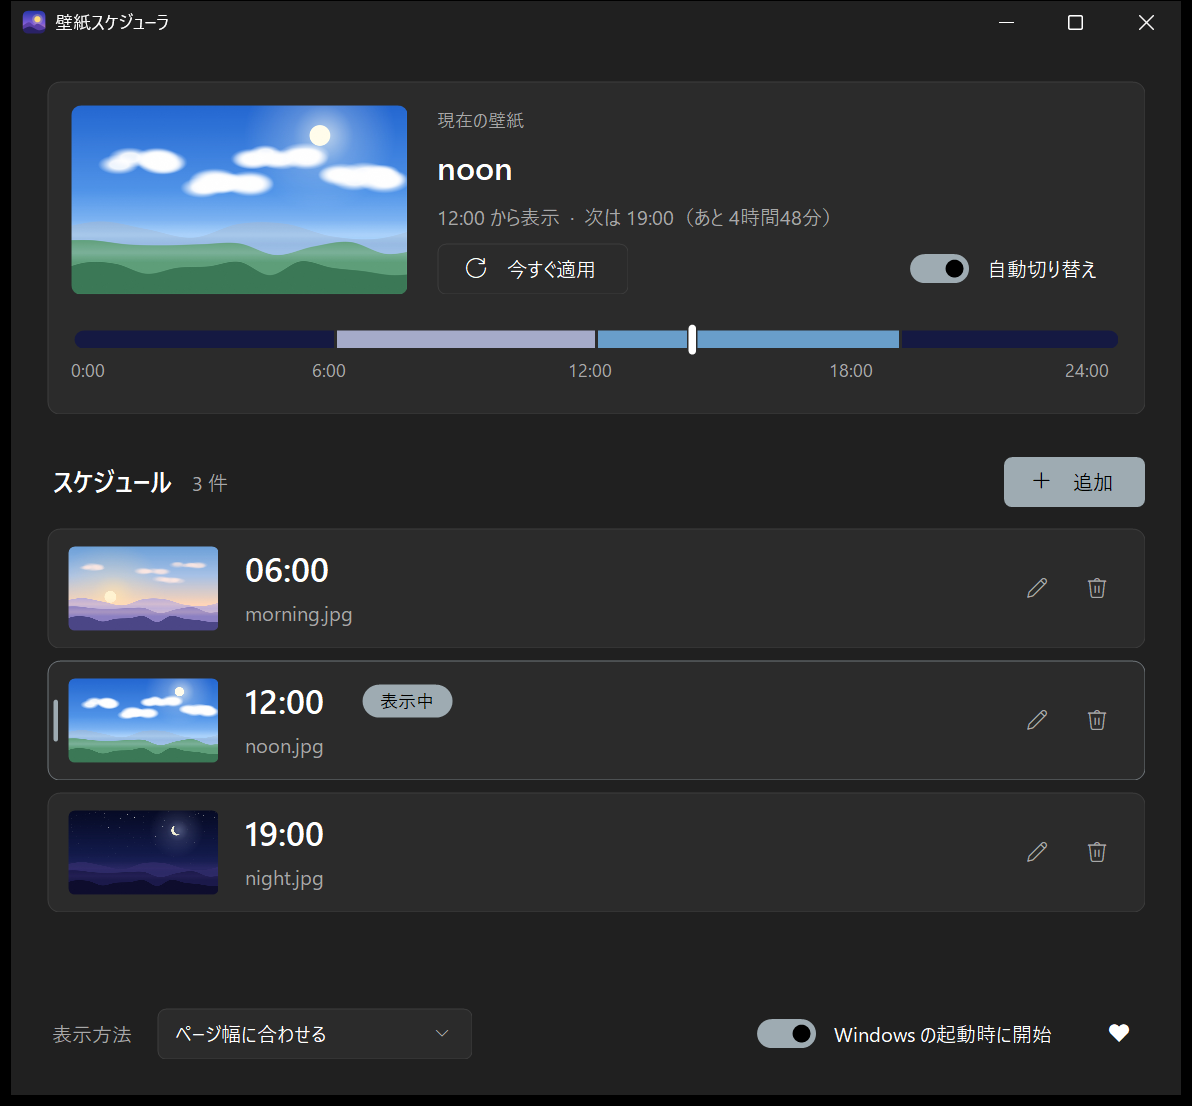 壁紙スケジューラ
現在の壁紙
noon
12:00 から表示 · 次は 19:00（あと 4時間48分）
今すぐ適用
自動切り替え
0:00 6:00 12:00 18:00 24:00
スケジュール 3 件
追加
06:00
morning.jpg
12:00 表示中
noon.jpg
19:00
night.jpg
表示方法 ページ幅に合わせる Windows の起動時に開始